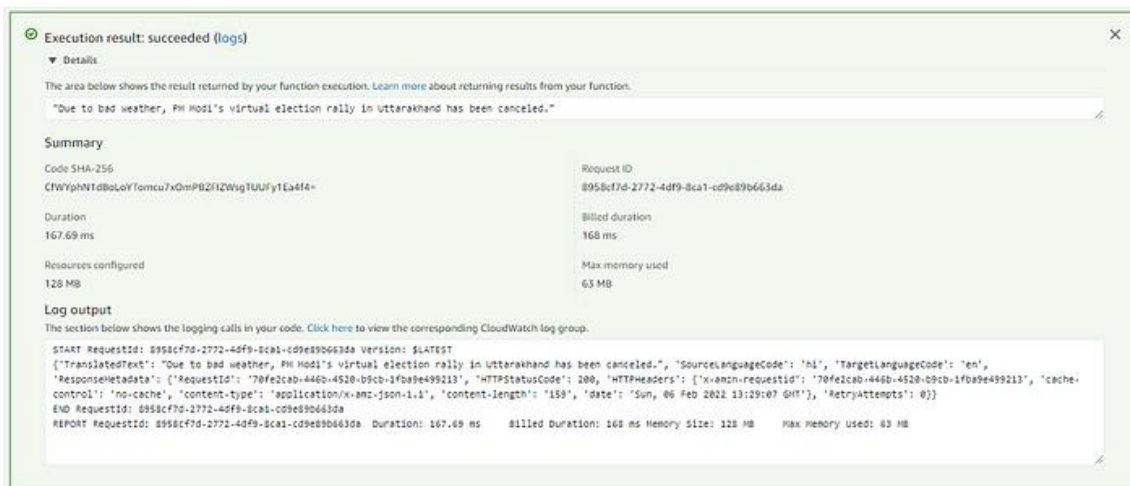 Execution result: succeeded (logs)
Details
The area below shows the result returned by your function execution. Learn more about returning results from your function.
"Due to bad weather, PM Modi's virtual election rally in Uttarakhand has been canceled."
Summary
Code SHA-256
Request ID
8958cf7d-2772-4df9-8ca1-cd9e89b663da
Duration
Billed duration
167.69 ms
168 ms
Resources configured
Max memory used
128 MB
63 MB
Log output
The section below shows the logging calls in your code. Click here to view the corresponding CloudWatch log group.
START RequestId: 8958cf7d-2772-4df9-8ca1-cd9e89b663da Version: $LATEST
{'TranslatedText': "Due to bad weather, PM Modi's virtual election rally in Uttarakhand has been canceled.", 'SourceLanguageCode': 'hi', 'TargetLanguageCode': 'en',
'ResponseMetadata': {'RequestId': '70fe2cab-446b-4520-b9cb-1fba9e499213', 'HTTPStatusCode': 200, 'HTTPHeaders': {'x-amzn-requestid': '70fe2cab-446b-4520-b9cb-1fba9e499213', 'cache-
control': 'no-cache', 'content-type': 'application/x-amz-json-1.1', 'content-length': '159', 'date': 'Sun, 06 Feb 2022 13:29:07 GMT'}, 'RetryAttempts': 0}}
END RequestId: 8958cf7d-2772-4df9-8ca1-cd9e89b663da
REPORT RequestId: 8958cf7d-2772-4df9-8ca1-cd9e89b663da Duration: 167.69 ms Billed Duration: 168 ms Memory Size: 128 MB Max Memory Used: 63 MB